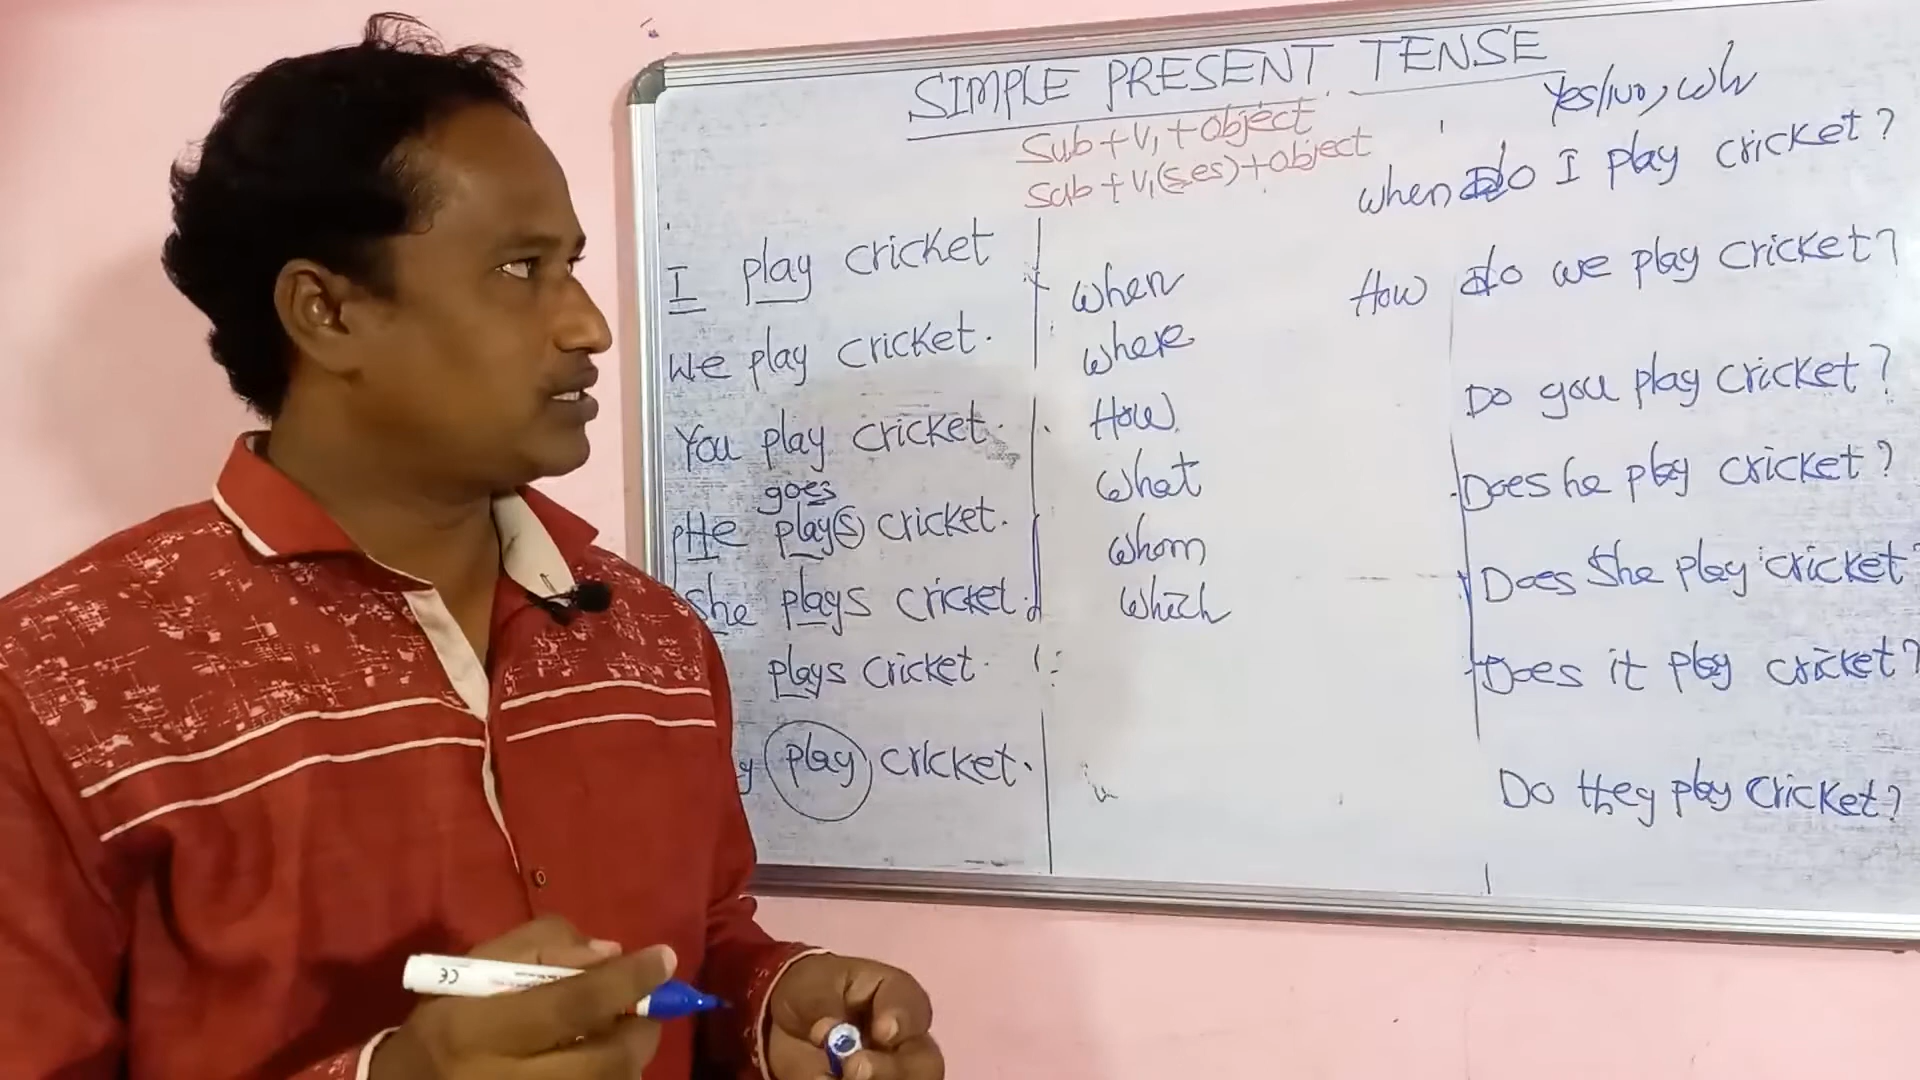 SIMPLE PRESENT TENSE
Yes/No, wh
Sub + V1 + object
Sub + V1(s,es) + object
I play cricket
We play cricket.
You play cricket.
goes
He plays cricket.
She plays cricket.
plays cricket.
y play cricket.
when
where
How
what
whom
which
when do I play cricket?
How do we play cricket?
Do you play cricket?
Does he play cricket?
Does she play cricket?
Does it play cricket?
Do they play cricket?
CE